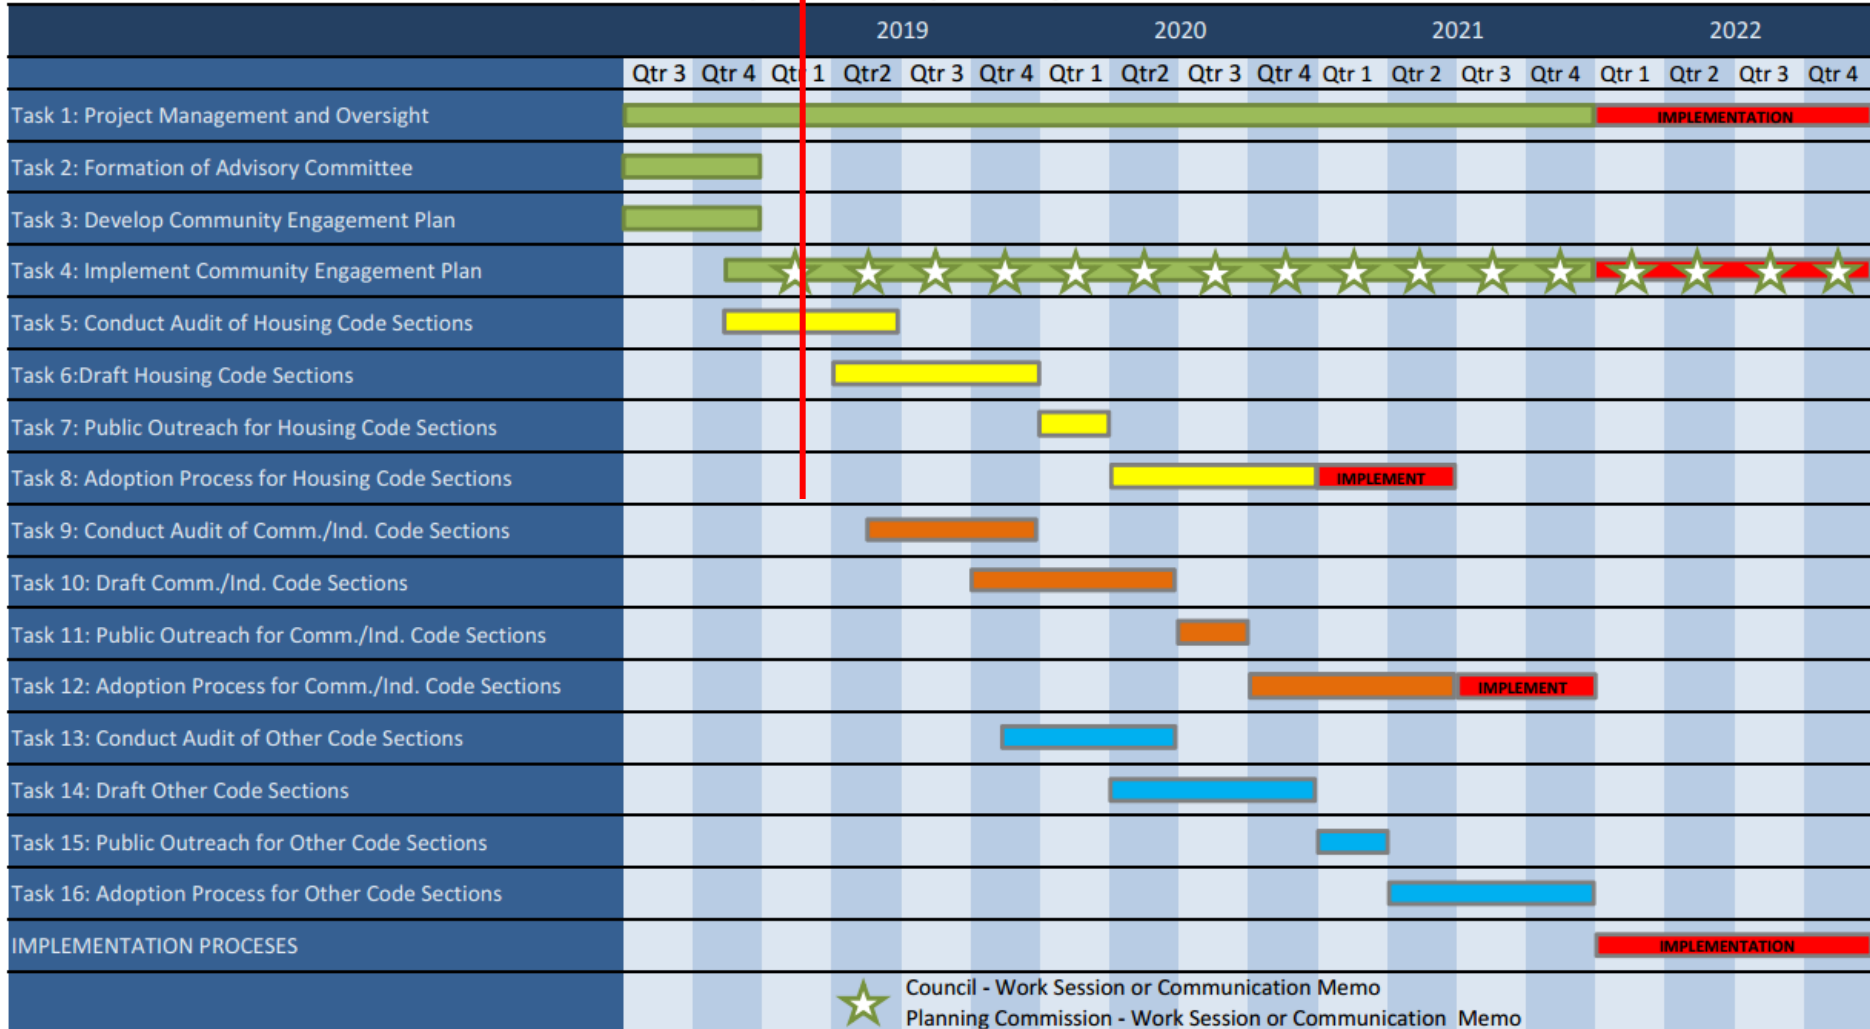 2019 2020 2021 2022
Qtr 3 Qtr 4 Qtr 1 Qtr2 Qtr 3 Qtr 4 Qtr 1 Qtr2 Qtr 3 Qtr 4 Qtr 1 Qtr 2 Qtr 3 Qtr 4 Qtr 1 Qtr 2 Qtr 3 Qtr 4
Task 1: Project Management and Oversight IMPLEMENTATION
Task 2: Formation of Advisory Committee
Task 3: Develop Community Engagement Plan
Task 4: Implement Community Engagement Plan
Task 5: Conduct Audit of Housing Code Sections
Task 6:Draft Housing Code Sections
Task 7: Public Outreach for Housing Code Sections
Task 8: Adoption Process for Housing Code Sections IMPLEMENT
Task 9: Conduct Audit of Comm./Ind. Code Sections
Task 10: Draft Comm./Ind. Code Sections
Task 11: Public Outreach for Comm./Ind. Code Sections
Task 12: Adoption Process for Comm./Ind. Code Sections IMPLEMENT
Task 13: Conduct Audit of Other Code Sections
Task 14: Draft Other Code Sections
Task 15: Public Outreach for Other Code Sections
Task 16: Adoption Process for Other Code Sections
IMPLEMENTATION PROCESES IMPLEMENTATION
Council - Work Session or Communication Memo
Planning Commission - Work Session or Communication Memo